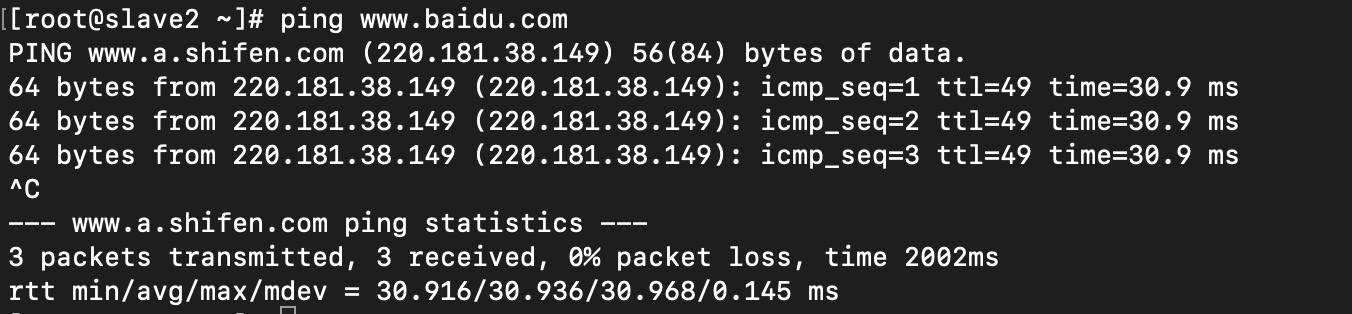 [[root@slave2 ~]# ping www.baidu.com
PING www.a.shifen.com (220.181.38.149) 56(84) bytes of data.
64 bytes from 220.181.38.149 (220.181.38.149): icmp_seq=1 ttl=49 time=30.9 ms
64 bytes from 220.181.38.149 (220.181.38.149): icmp_seq=2 ttl=49 time=30.9 ms
64 bytes from 220.181.38.149 (220.181.38.149): icmp_seq=3 ttl=49 time=30.9 ms
^C
--- www.a.shifen.com ping statistics ---
3 packets transmitted, 3 received, 0% packet loss, time 2002ms
rtt min/avg/max/mdev = 30.916/30.936/30.968/0.145 ms